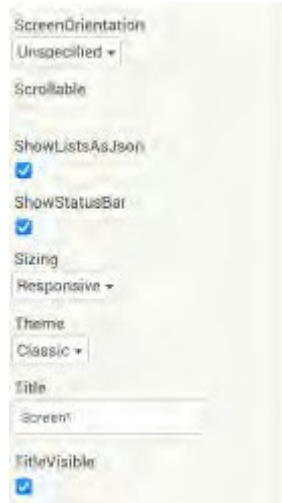 ScreenOrientation
Unspecified
Scrollable
ShowListsAsJson
ShowStatusBar
Sizing
Responsive
Theme
Classic
Title
Screen1
TitleVisible